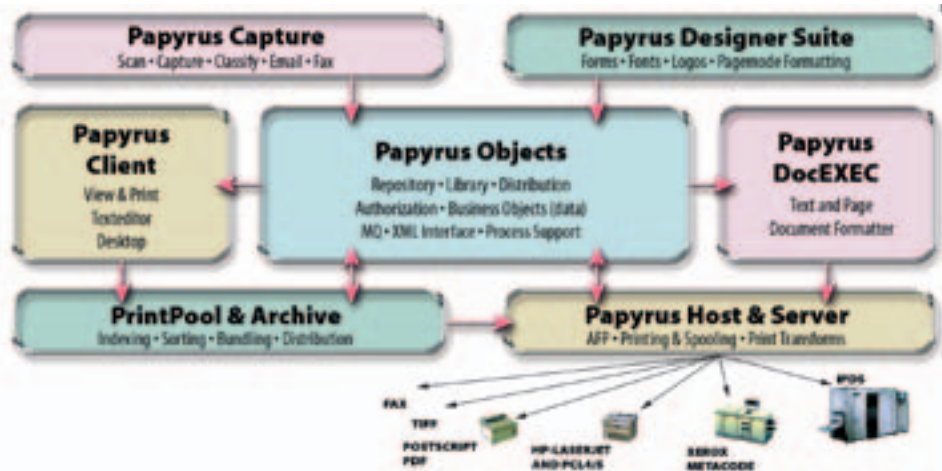 Papyrus Capture
Scan • Capture • Classify • Email • Fax
Papyrus Designer Suite
Forms • Fonts • Logos • Pagemode Formatting
Papyrus
Client
View & Print
Texteditor
Desktop
Papyrus Objects
Repository • Library • Distribution
Authorization • Business Objects (data)
MQ • XML Interface • Process Support
Papyrus
DocEXEC
Text and Page
Document Formatter
PrintPool & Archive
Indexing • Sorting • Bundling • Distribution
Papyrus Host & Server
AFP • Printing & Spooling • Print Transforms
FAX
TIFF
POSTSCRIPT
PDF
HP-LASERJET
AND PCL4/5
XEROX
METACODE
IPDS